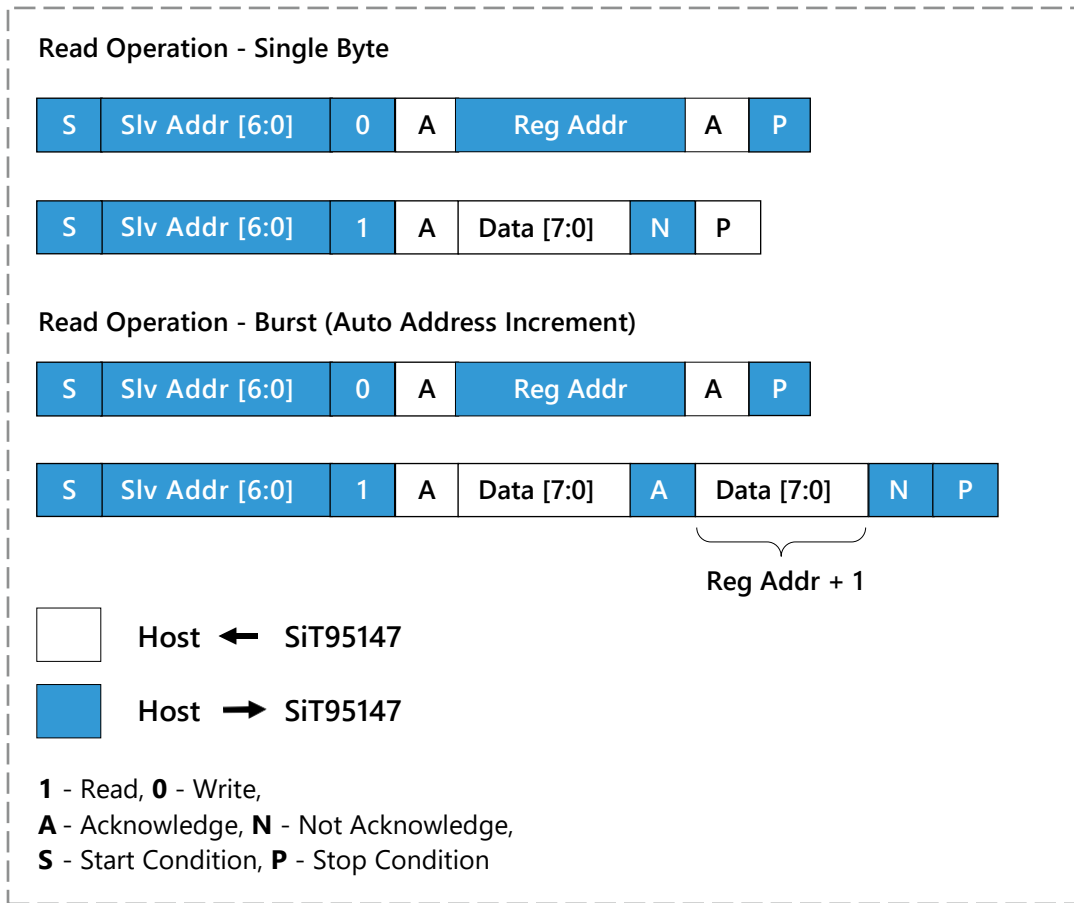 Read Operation - Single Byte
S Slv Addr [6:0] 0 A Reg Addr A P
S Slv Addr [6:0] 1 A Data [7:0] N P
Read Operation - Burst (Auto Address Increment)
S Slv Addr [6:0] 0 A Reg Addr A P
S Slv Addr [6:0] 1 A Data [7:0] A Data [7:0] N P
Reg Addr + 1
Host ← SiT95147
Host → SiT95147
1 - Read, 0 - Write,
A - Acknowledge, N - Not Acknowledge,
S - Start Condition, P - Stop Condition